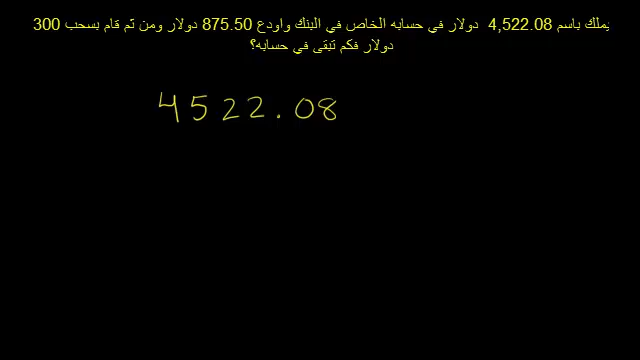 يملك باسم 4,522.08 دولار في حسابه الخاص في البنك واودع 875.50 دولار ومن ثم قام بسحب 300
دولار فكم تبقى في حسابه؟
4522.08